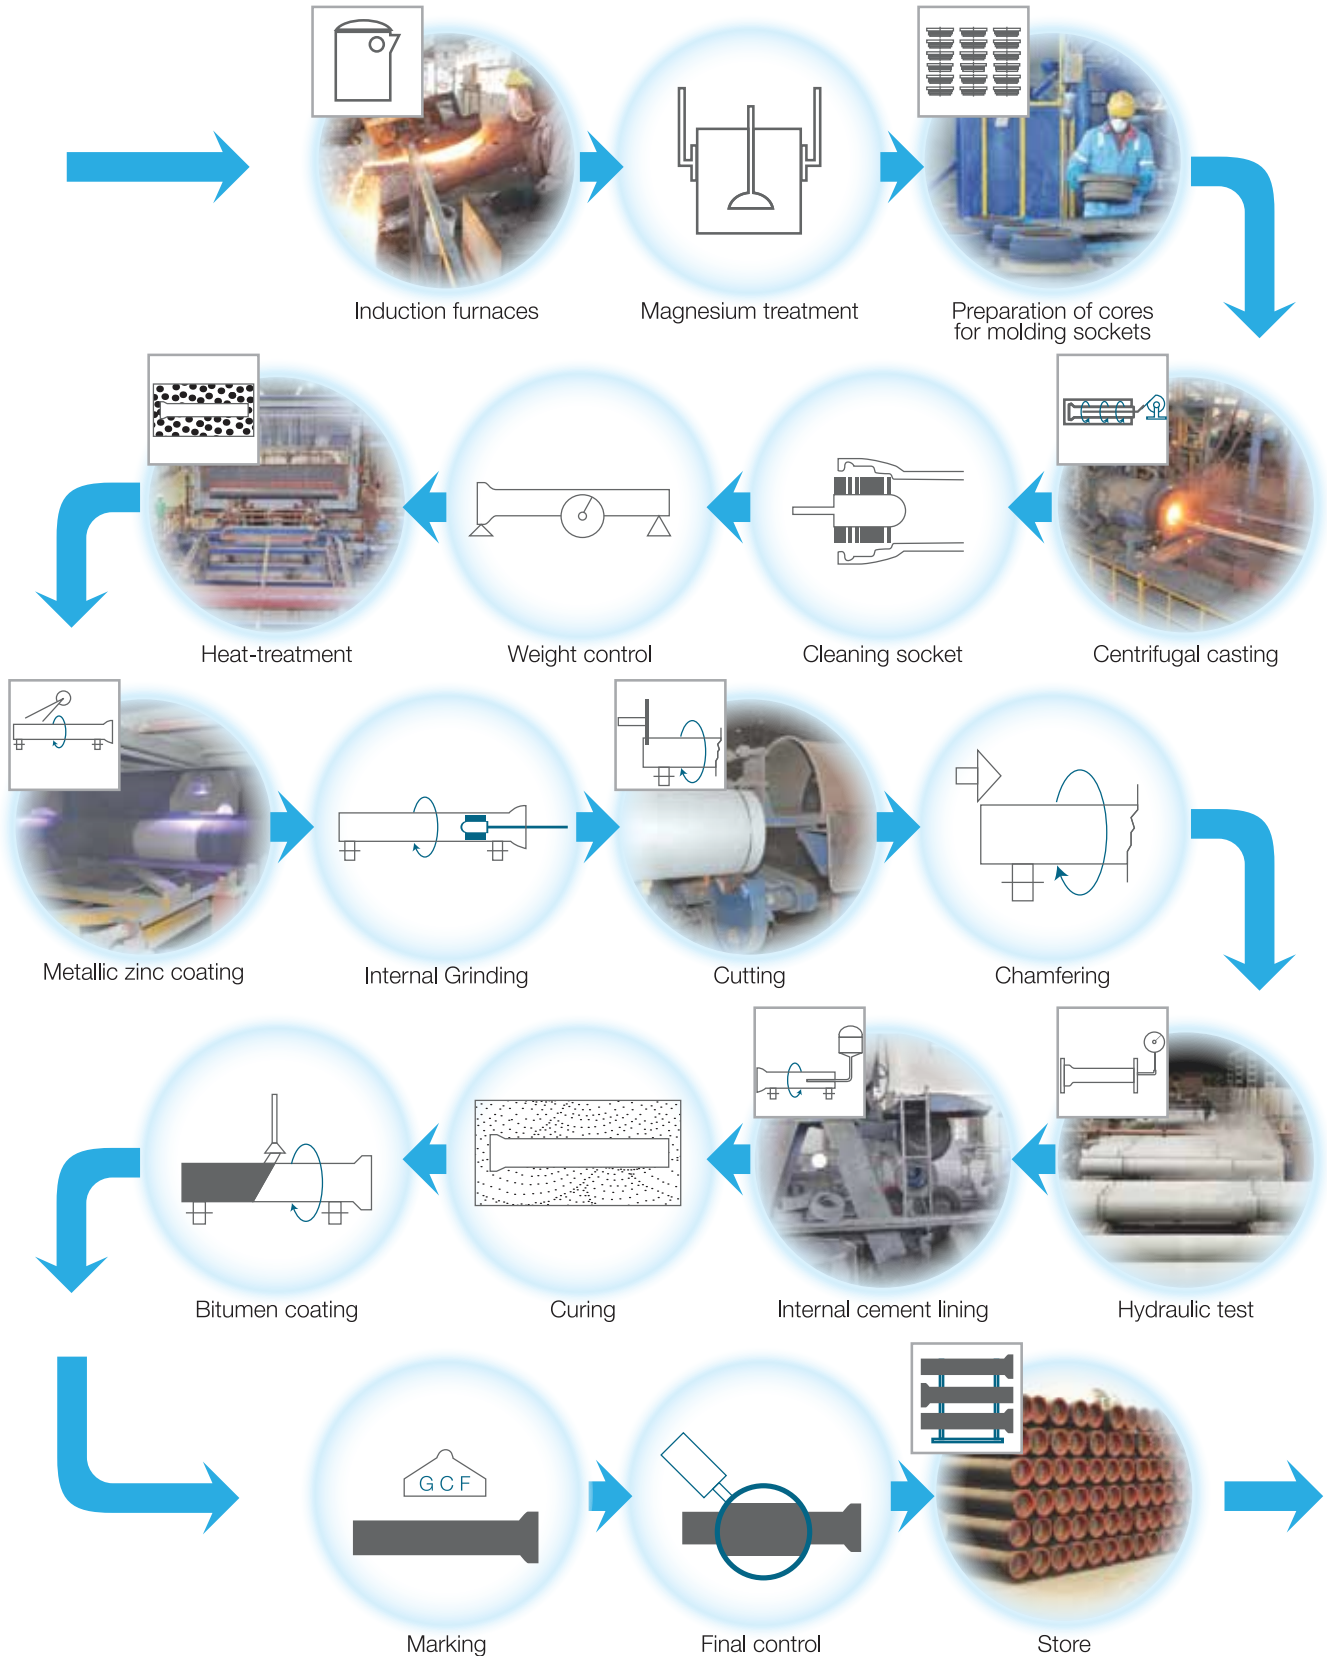 Induction furnaces
Magnesium treatment
Preparation of cores
for molding sockets
Centrifugal casting
Cleaning socket
Weight control
Heat-treatment
Metallic zinc coating
Internal Grinding
Cutting
Chamfering
Hydraulic test
Internal cement lining
Curing
Bitumen coating
GCF
Marking
Final control
Store